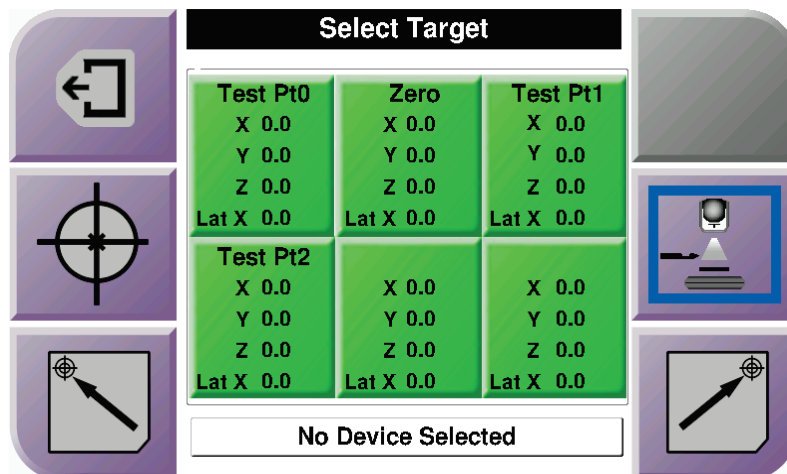 Select Target
Test Pt0 Zero Test Pt1
X 0.0 X 0.0 X 0.0
Y 0.0 Y 0.0 Y 0.0
Z 0.0 Z 0.0 Z 0.0
Lat X 0.0 Lat X 0.0 Lat X 0.0
Test Pt2
X 0.0 X 0.0 X 0.0
Y 0.0 Y 0.0 Y 0.0
Z 0.0 Z 0.0 Z 0.0
Lat X 0.0 Lat X 0.0 Lat X 0.0
No Device Selected